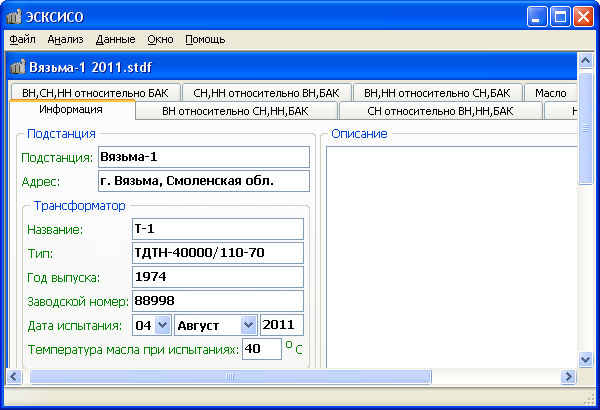 ЭСКСИСО
Файл Анализ Данные Окно Помощь
Вязьма-1 2011.stdf
ВН,СН,НН относительно БАК СН,НН относительно ВН,БАК ВН,НН относительно СН,БАК Масло
Информация ВН относительно СН,НН,БАК СН относительно ВН,НН,БАК
Подстанция
Описание
Подстанция: Вязьма-1
Адрес: г. Вязьма, Смоленская обл.
Трансформатор
Название: Т-1
Тип: ТДТН-40000/110-70
Год выпуска: 1974
Заводской номер: 88998
Дата испытания: 04 Август 2011
Температура масла при испытаниях: 40 °C